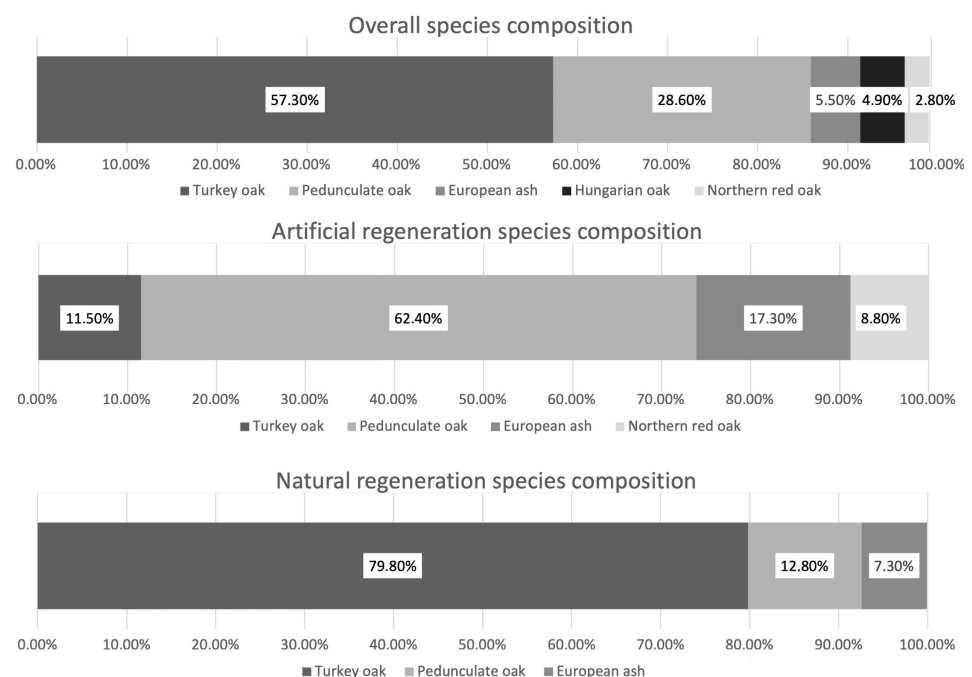 Overall species composition
57.30% 28.60% 5.50% 4.90% 2.80%
0.00% 10.00% 20.00% 30.00% 40.00% 50.00% 60.00% 70.00% 80.00% 90.00% 100.00%
Turkey oak Pedunculate oak European ash Hungarian oak Northern red oak
Artificial regeneration species composition
11.50% 62.40% 17.30% 8.80%
0.00% 10.00% 20.00% 30.00% 40.00% 50.00% 60.00% 70.00% 80.00% 90.00% 100.00%
Turkey oak Pedunculate oak European ash Northern red oak
Natural regeneration species composition
79.80% 12.80% 7.30%
0.00% 10.00% 20.00% 30.00% 40.00% 50.00% 60.00% 70.00% 80.00% 90.00% 100.00%
Turkey oak Pedunculate oak European ash